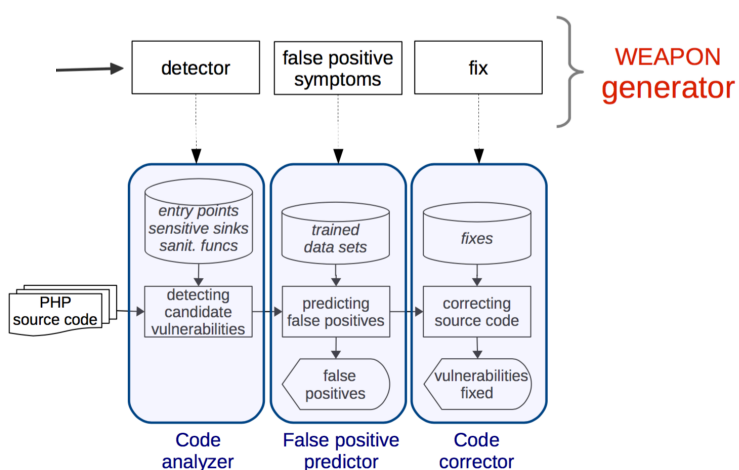 detector
false positive
symptoms
fix
WEAPON
generator
entry points
sensitive sinks
sanit. funcs
trained
data sets
fixes
PHP
source code
detecting
candidate
vulnerabilities
predicting
false positives
correcting
source code
false
positives
vulnerabilities
fixed
Code
analyzer
False positive
predictor
Code
corrector